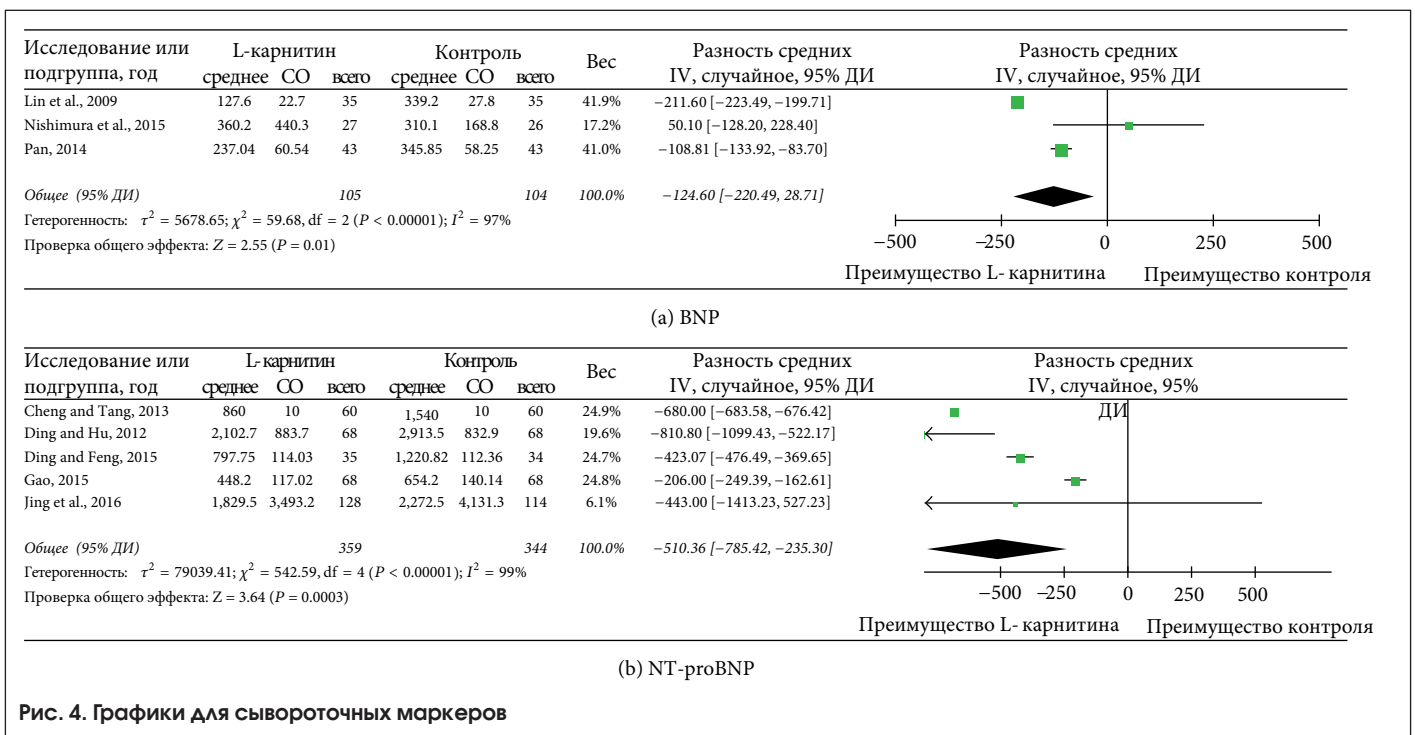 Исследование или подгруппа, год L-карнитин Контроль Вес Разность средних Разность средних
среднее СО всего среднее СО всего IV, случайное, 95% ДИ IV, случайное, 95% ДИ
Lin et al., 2009 127.6 22.7 35 339.2 27.8 35 41.9% −211.60 [−223.49, −199.71]
Nishimura et al., 2015 360.2 440.3 27 310.1 168.8 26 17.2% 50.10 [−128.20, 228.40]
Pan, 2014 237.04 60.54 43 345.85 58.25 43 41.0% −108.81 [−133.92, −83.70]
Общее (95% ДИ) 105 104 100.0% −124.60 [−220.49, 28.71]
Гетерогенность: τ² = 5678.65; χ² = 59.68, df = 2 (P < 0.00001); I² = 97%
Проверка общего эффекта: Z = 2.55 (P = 0.01)
−500 −250 0 250 500
Преимущество L- карнитина Преимущество контроля
(a) BNP
Исследование или подгруппа, год L- карнитин Контроль Вес Разность средних Разность средних
среднее СО всего среднее СО всего IV, случайное, 95% ДИ IV, случайное, 95%
ДИ
Cheng and Tang, 2013 860 10 60 1,540 10 60 24.9% −680.00 [−683.58, −676.42]
Ding and Hu, 2012 2,102.7 883.7 68 2,913.5 832.9 68 19.6% −810.80 [−1099.43, −522.17]
Ding and Feng, 2015 797.75 114.03 35 1,220.82 112.36 34 24.7% −423.07 [−476.49, −369.65]
Gao, 2015 448.2 117.02 68 654.2 140.14 68 24.8% −206.00 [−249.39, −162.61]
Jing et al., 2016 1,829.5 3,493.2 128 2,272.5 4,131.3 114 6.1% −443.00 [−1413.23, 527.23]
Общее (95% ДИ) 359 344 100.0% −510.36 [−785.42, −235.30]
Гетерогенность: τ² = 79039.41; χ² = 542.59, df = 4 (P < 0.00001); I² = 99%
Проверка общего эффекта: Z = 3.64 (P = 0.0003)
−500 −250 0 250 500
Преимущество L- карнитина Преимущество контроля
(b) NT-proBNP
Рис. 4. Графики для сывороточных маркеров